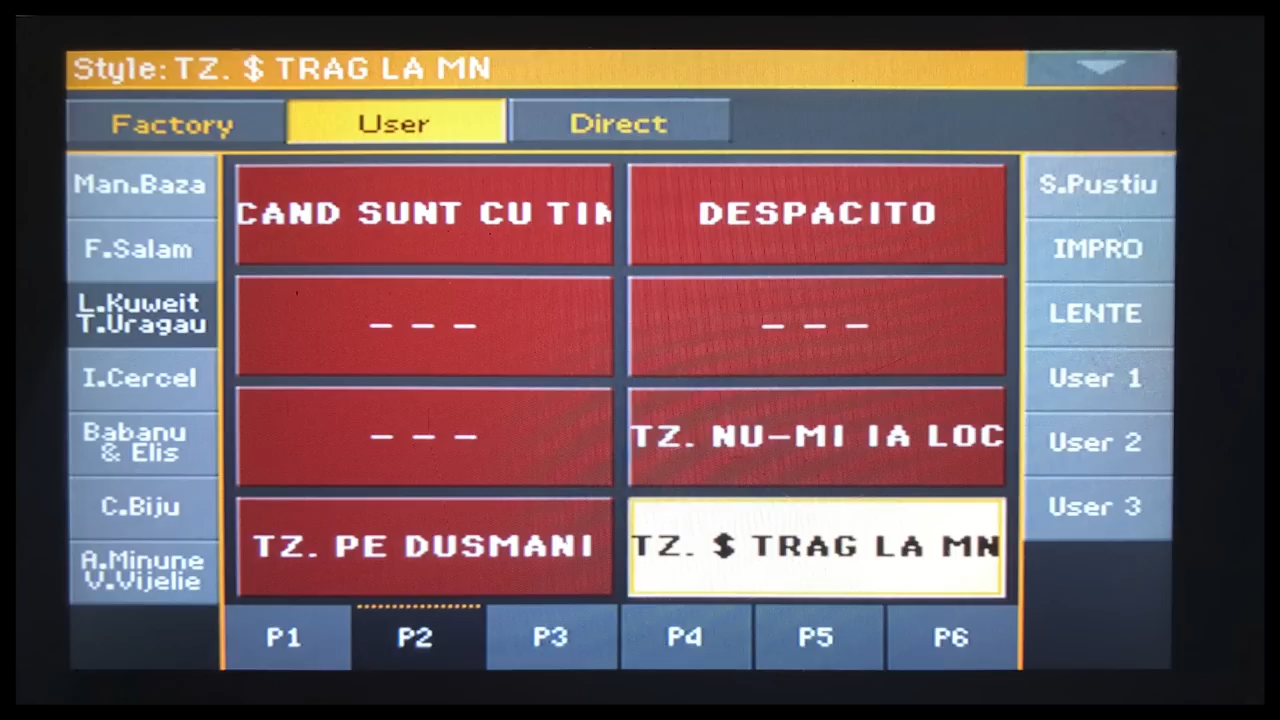 Style: TZ. $ TRAG LA MN
Factory
User
Direct
Man.Baza
F.Salam
L.Kuweit
T.Uragau
I.Cercel
Babanu
& Elis
C.Biju
A.Minune
V.Vijelie
CAND SUNT CU TIN
DESPACITO
- - -
- - -
- - -
TZ. NU-MI IA LOC
TZ. PE DUSMANI
TZ. $ TRAG LA MN
S.Pustiu
IMPRO
LENTE
User 1
User 2
User 3
P1
P2
P3
P4
P5
P6